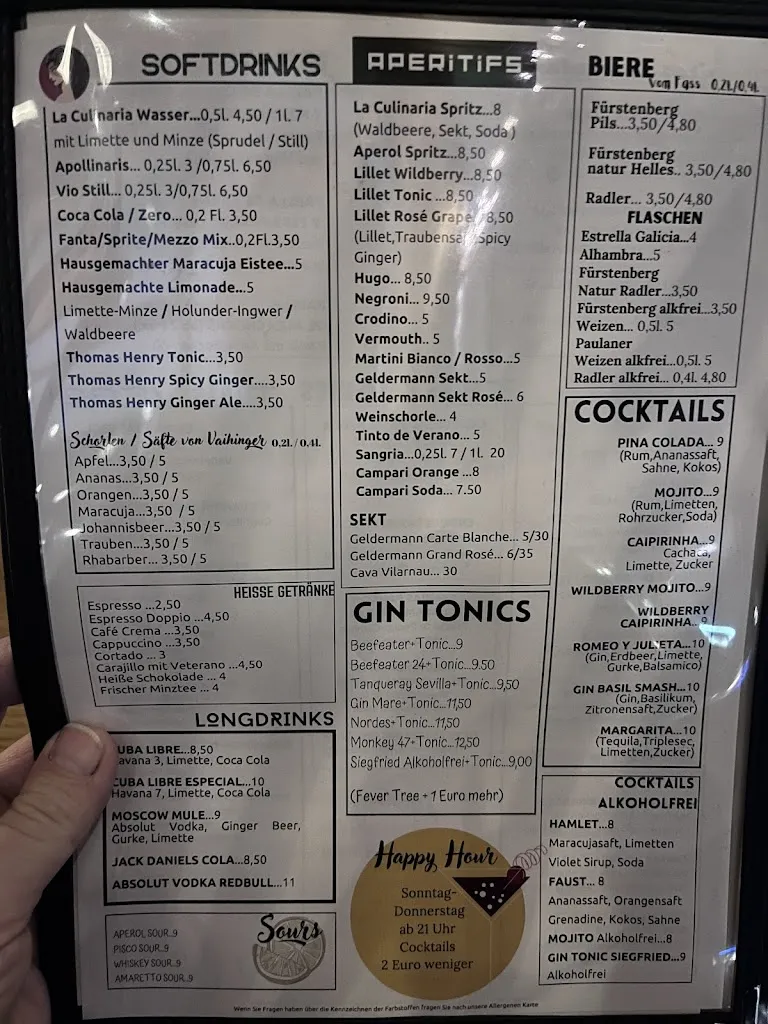 SOFTDRINKS
La Culinaria Wasser...0,5l. 4,50 / 1l. 7
mit Limette und Minze (Sprudel / Still)
Apollinaris... 0,25l. 3 /0,75l. 6,50
Vio Still... 0,25l. 3/0,75l. 6,50
Coca Cola / Zero... 0,2 Fl. 3,50
Fanta/Sprite/Mezzo Mix..0,2Fl.3,50
Hausgemachter Maracuja Eistee...5
Hausgemachte Limonade...5
Limette-Minze / Holunder-Ingwer /
Waldbeere
Thomas Henry Tonic...3,50
Thomas Henry Spicy Ginger....3,50
Thomas Henry Ginger Ale....3,50
Schorlen / Säfte von Vaihinger 0,2l. / 0,4l.
Apfel...3,50 / 5
Ananas...3,50 / 5
Orangen...3,50 / 5
Maracuja...3,50 / 5
Johannisbeer...3,50 / 5
Trauben...3,50 / 5
Rhabarber... 3,50 / 5
HEISSE GETRÄNKE
Espresso ...2,50
Espresso Doppio ...4,50
Café Crema ...3,50
Cappuccino ...3,50
Cortado ... 3
Carajillo mit Veterano ...4,50
Heiße Schokolade ... 4
Frischer Minztee ... 4
LONGDRINKS
UBA LIBRE...8,50
avana 3, Limette, Coca Cola
CUBA LIBRE ESPECIAL...10
Havana 7, Limette, Coca Cola
MOSCOW MULE...9
Absolut Vodka, Ginger Beer,
Gurke, Limette
JACK DANIELS COLA...8,50
ABSOLUT VODKA REDBULL...11
Sours
APEROL SOUR..9
PISCO SOUR..9
WHISKEY SOUR..9
AMARETTO SOUR..9
APERITIFS
La Culinaria Spritz...8
(Waldbeere, Sekt, Soda )
Aperol Spritz...8,50
Lillet Wildberry...8,50
Lillet Tonic ...8,50
Lillet Rosé Grape 8,50
(Lillet,Traubensa Spicy
Ginger)
Hugo... 8,50
Negroni... 9,50
Crodino... 5
Vermouth.. 5
Martini Bianco / Rosso...5
Geldermann Sekt...5
Geldermann Sekt Rosé... 6
Weinschorle... 4
Tinto de Verano... 5
Sangria...0,25l. 7 / 1l. 20
Campari Orange ...8
Campari Soda... 7.50
SEKT
Geldermann Carte Blanche... 5/30
Geldermann Grand Rosé... 6/35
Cava Vilarnau... 30
GIN TONICS
Beefeater+Tonic...9
Beefeater 24+Tonic...9.50
Tanqueray Sevilla+Tonic...9,50
Gin Mare+Tonic...11,50
Nordes+Tonic...11,50
Monkey 47+Tonic...12,50
Siegfried Alkoholfrei+Tonic...9,00
(Fever Tree + 1 Euro mehr)
Happy Hour
Sonntag-
Donnerstag
ab 21 Uhr
Cocktails
2 Euro weniger
BIERE
Vom Fass 0,2l./0,4l.
Fürstenberg
Pils...3,50/4,80
Fürstenberg
natur Helles.. 3,50/4,80
Radler... 3,50/4,80
FLASCHEN
Estrella Galicia...4
Alhambra...5
Fürstenberg
Natur Radler...3,50
Fürstenberg alkfrei...3,50
Weizen... 0,5l. 5
Paulaner
Weizen alkfrei...0,5l. 5
Radler alkfrei... 0,4l. 4,80
COCKTAILS
PINA COLADA... 9
(Rum,Ananassaft,
Sahne, Kokos)
MOJITO...9
(Rum,Limetten,
Rohrzucker,Soda)
CAIPIRINHA...9
Cachaca,
Limette, Zucker
WILDBERRY MOJITO...9
WILDBERRY
CAIPIRINHA...9
ROMEO Y JULIETA...10
(Gin,Erdbeer,Limette,
Gurke,Balsamico)
GIN BASIL SMASH...10
(Gin,Basilikum,
Zitronensaft,Zucker)
MARGARITA...10
(Tequila,Triplesec,
Limetten,Zucker)
COCKTAILS
ALKOHOLFREI
HAMLET...8
Maracujasaft, Limetten
Violet Sirup, Soda
FAUST... 8
Ananassaft, Orangensaft
Grenadine, Kokos, Sahne
MOJITO Alkoholfrei...8
GIN TONIC SIEGFRIED...9
Alkoholfrei
Wenn Sie Fragen haben über die Kennzeichen der Farbstoffen fragen Sie nach unsere Allergenen Karte